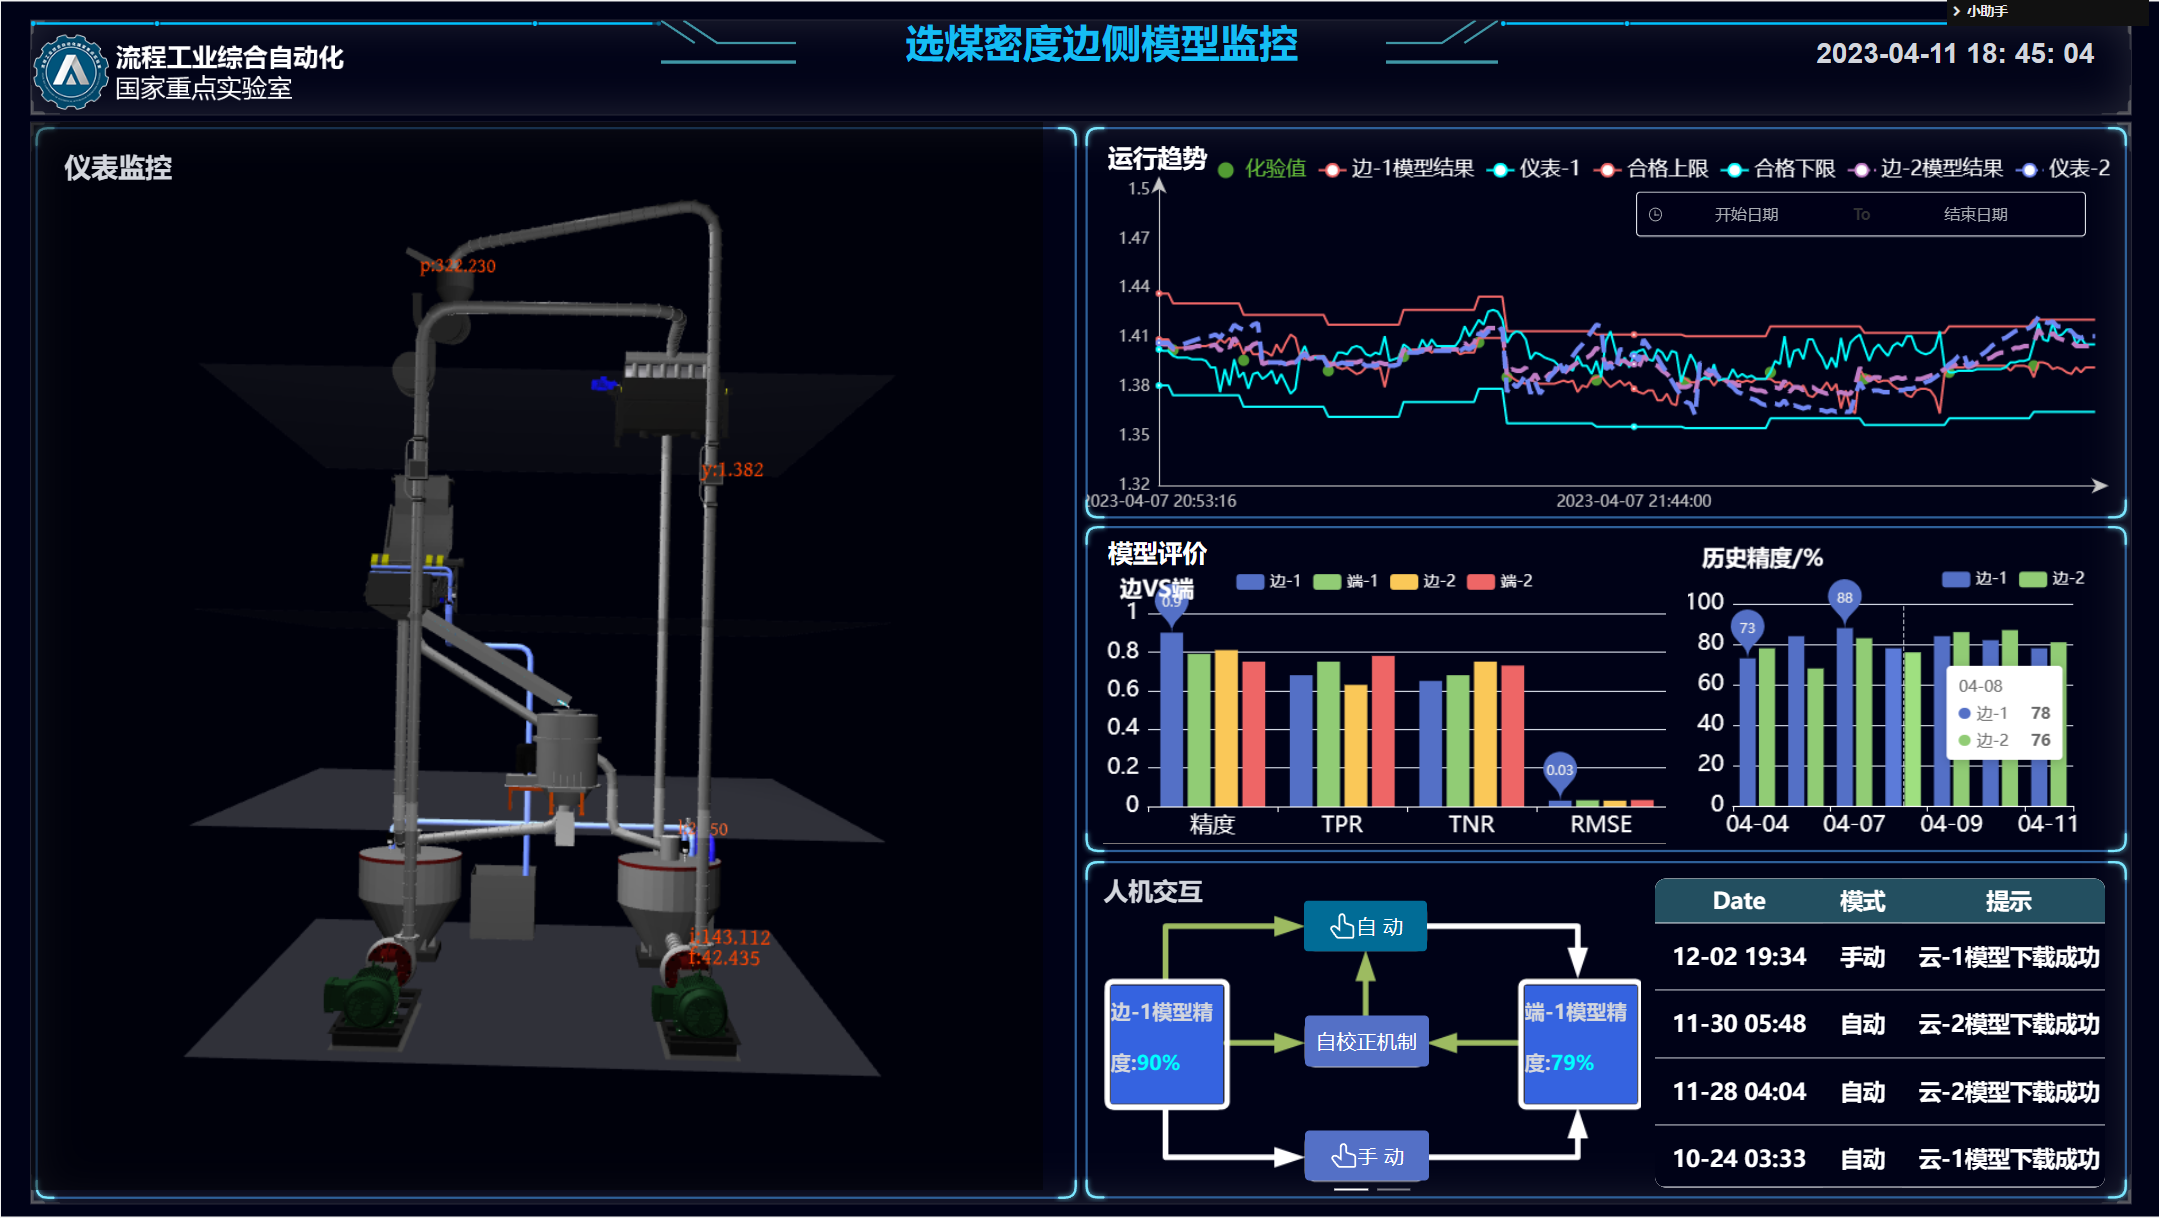 小助手
流程工业综合自动化
国家重点实验室
选煤密度边侧模型监控
2023-04-11 18: 45: 04
仪表监控
p:322.230
y:1.382
j:143.112
f:42.435
运行趋势
化验值 边-1模型结果 仪表-1 合格上限 合格下限 边-2模型结果 仪表-2
开始日期 To 结束日期
1.5
1.47
1.44
1.41
1.38
1.35
1.32
2023-04-07 20:53:16 2023-04-07 21:44:00
模型评价
边VS端
边-1 端-1 边-2 端-2
0.9
1
0.8
0.6
0.4
0.2
0
0.03
精度 TPR TNR RMSE
历史精度/%
边-1 边-2
100
80
60
40
20
0
73
88
04-08
边-1 78
边-2 76
04-04 04-07 04-09 04-11
人机交互
自 动
边-1模型精
度:90%
自校正机制
端-1模型精
度:79%
手 动
Date 模式 提示
12-02 19:34 手动 云-1模型下载成功
11-30 05:48 自动 云-2模型下载成功
11-28 04:04 自动 云-2模型下载成功
10-24 03:33 自动 云-1模型下载成功